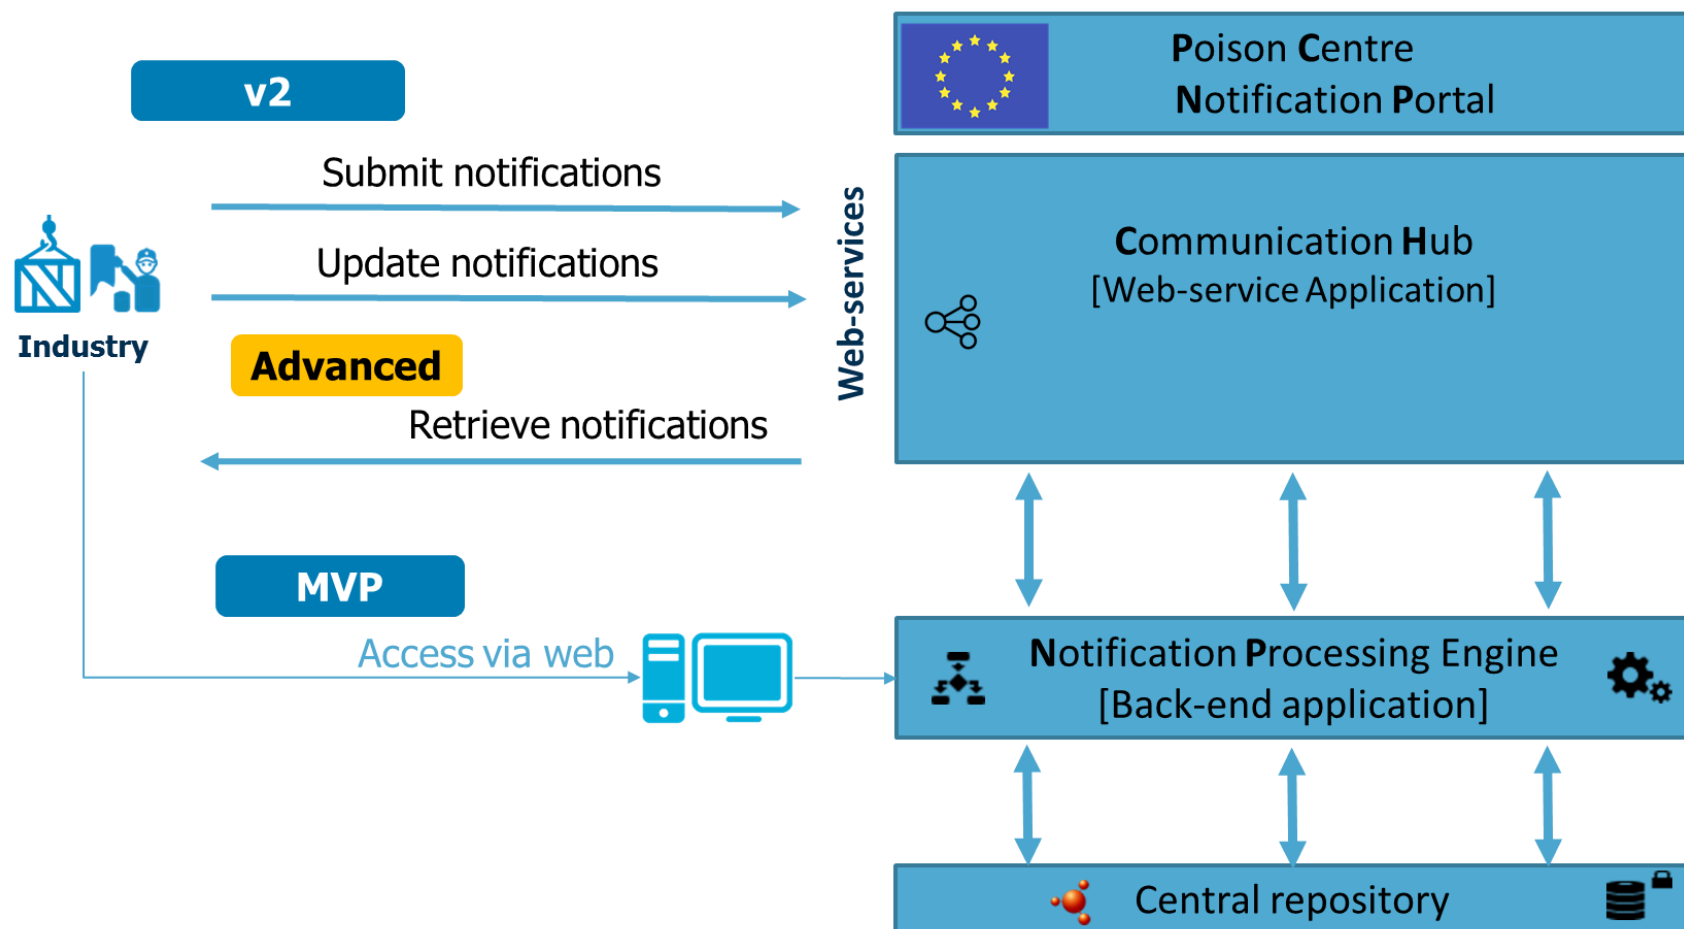 v2
Submit notifications
Update notifications
Industry
Advanced
Retrieve notifications
MVP
Access via web
Web-services
Poison Centre
Notification Portal
Communication Hub
[Web-service Application]
Notification Processing Engine
[Back-end application]
Central repository